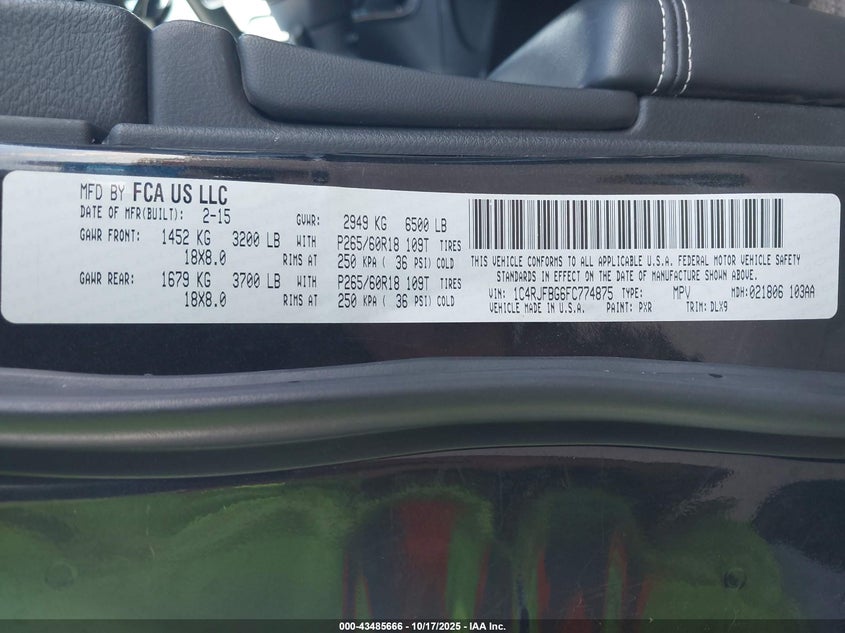 MFD BY FCA US LLC
DATE OF MFR(BUILT): 2-15 GVWR: 2949 KG 6500 LB
GAWR FRONT: 1452 KG 3200 LB WITH P265/60R18 109T TIRES
18X8.0 RIMS AT 250 KPA ( 36 PSI) COLD
GAWR REAR: 1679 KG 3700 LB WITH P265/60R18 109T TIRES
18X8.0 RIMS AT 250 KPA ( 36 PSI) COLD
THIS VEHICLE CONFORMS TO ALL APPLICABLE U.S.A. FEDERAL MOTOR VEHICLE SAFETY
STANDARDS IN EFFECT ON THE DATE OF MANUFACTURE SHOWN ABOVE.
VIN: 1C4RJFBG6FC774875 TYPE: MPV MDH: 021806 103AA
VEHICLE MADE IN U.S.A. PAINT: PXR TRIM: DLX9
000-43485666 - 10/17/2025 - IAA Inc.